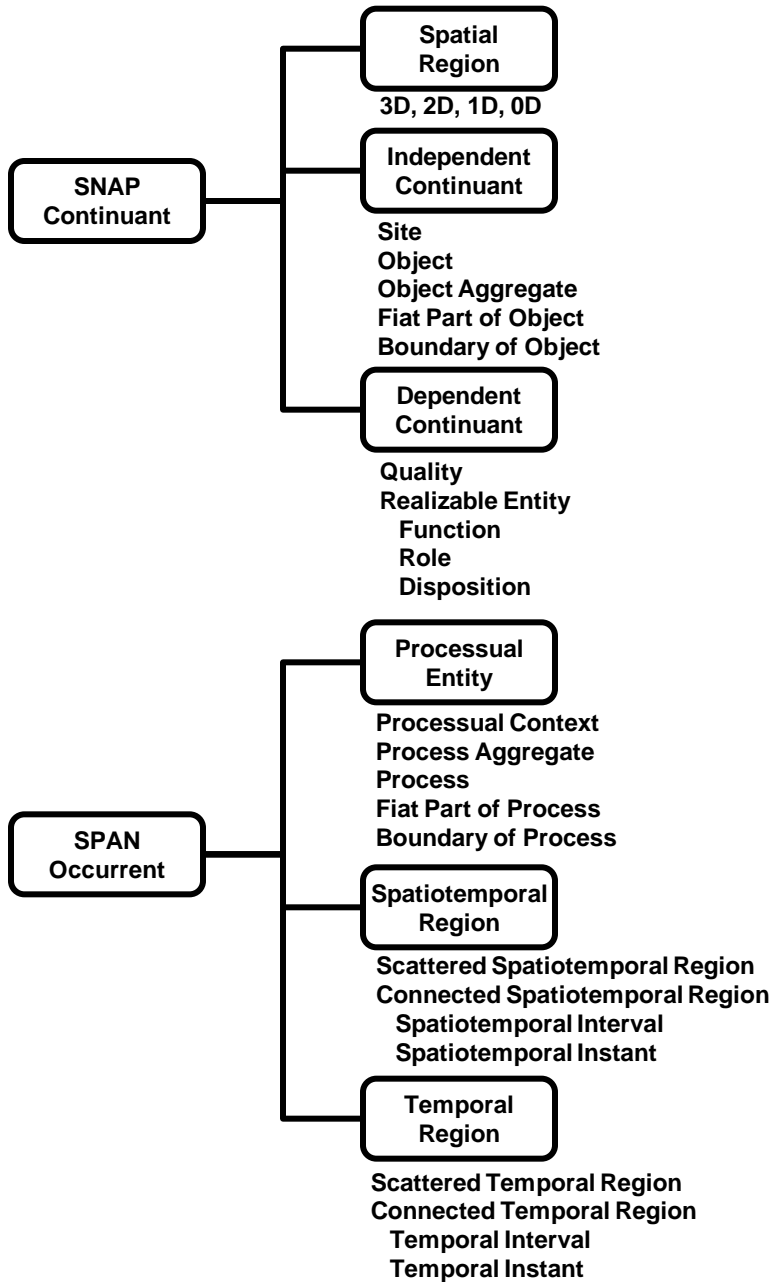 Spatial
Region
3D, 2D, 1D, 0D
SNAP
Continuant
Independent
Continuant
Site
Object
Object Aggregate
Fiat Part of Object
Boundary of Object
Dependent
Continuant
Quality
Realizable Entity
Function
Role
Disposition
Processual
Entity
Processual Context
Process Aggregate
Process
Fiat Part of Process
Boundary of Process
SPAN
Occurrent
Spatiotemporal
Region
Scattered Spatiotemporal Region
Connected Spatiotemporal Region
Spatiotemporal Interval
Spatiotemporal Instant
Temporal
Region
Scattered Temporal Region
Connected Temporal Region
Temporal Interval
Temporal Instant